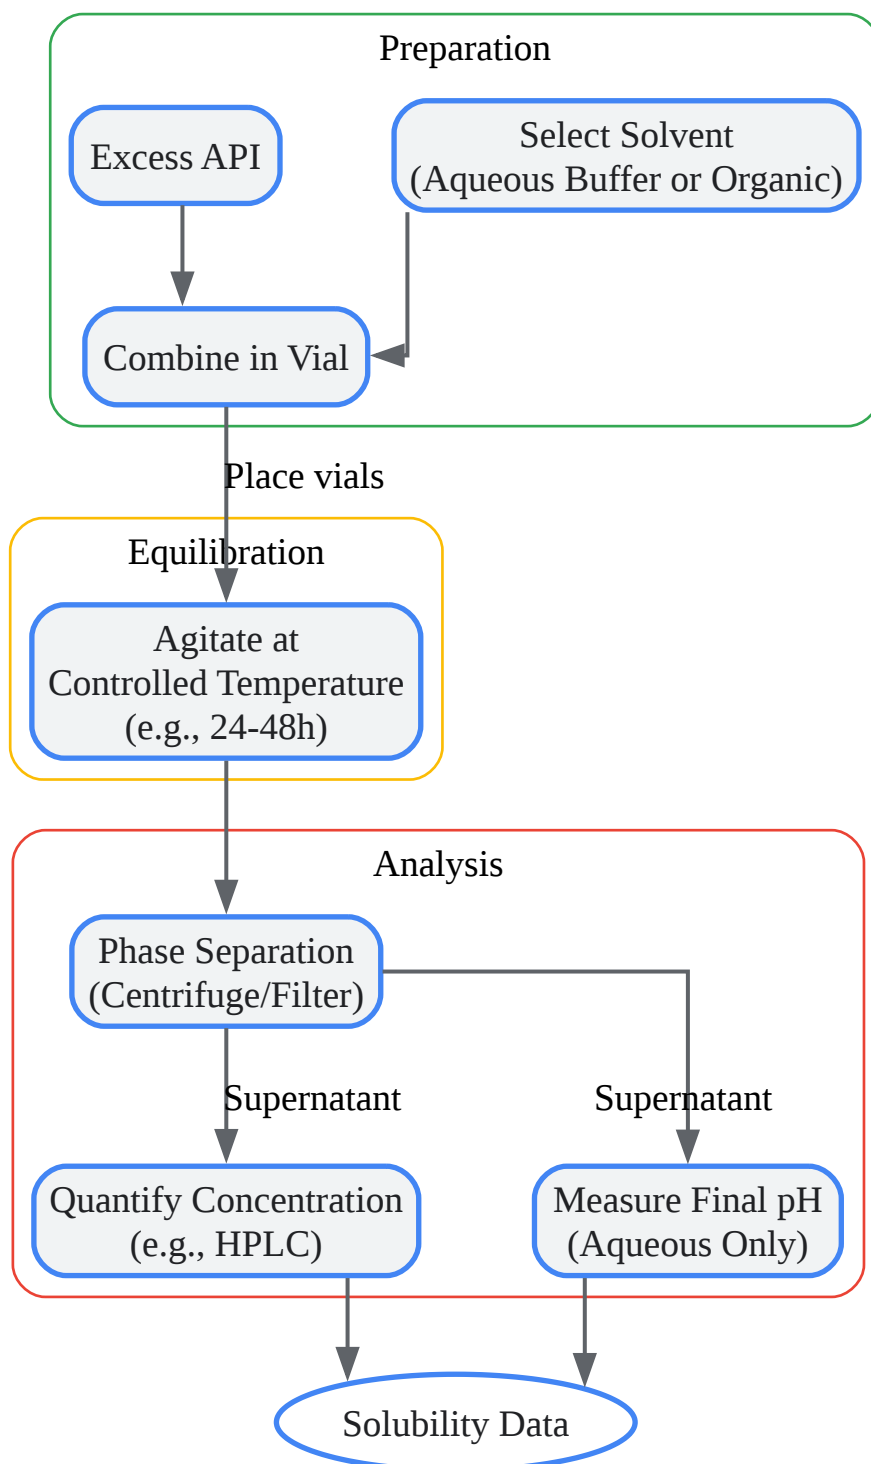 Preparation
Excess API
Select Solvent
(Aqueous Buffer or Organic)
Combine in Vial
Place vials
Equilibration
Agitate at
Controlled Temperature
(e.g., 24-48h)
Analysis
Phase Separation
(Centrifuge/Filter)
Supernatant
Supernatant
Quantify Concentration
(e.g., HPLC)
Measure Final pH
(Aqueous Only)
Solubility Data